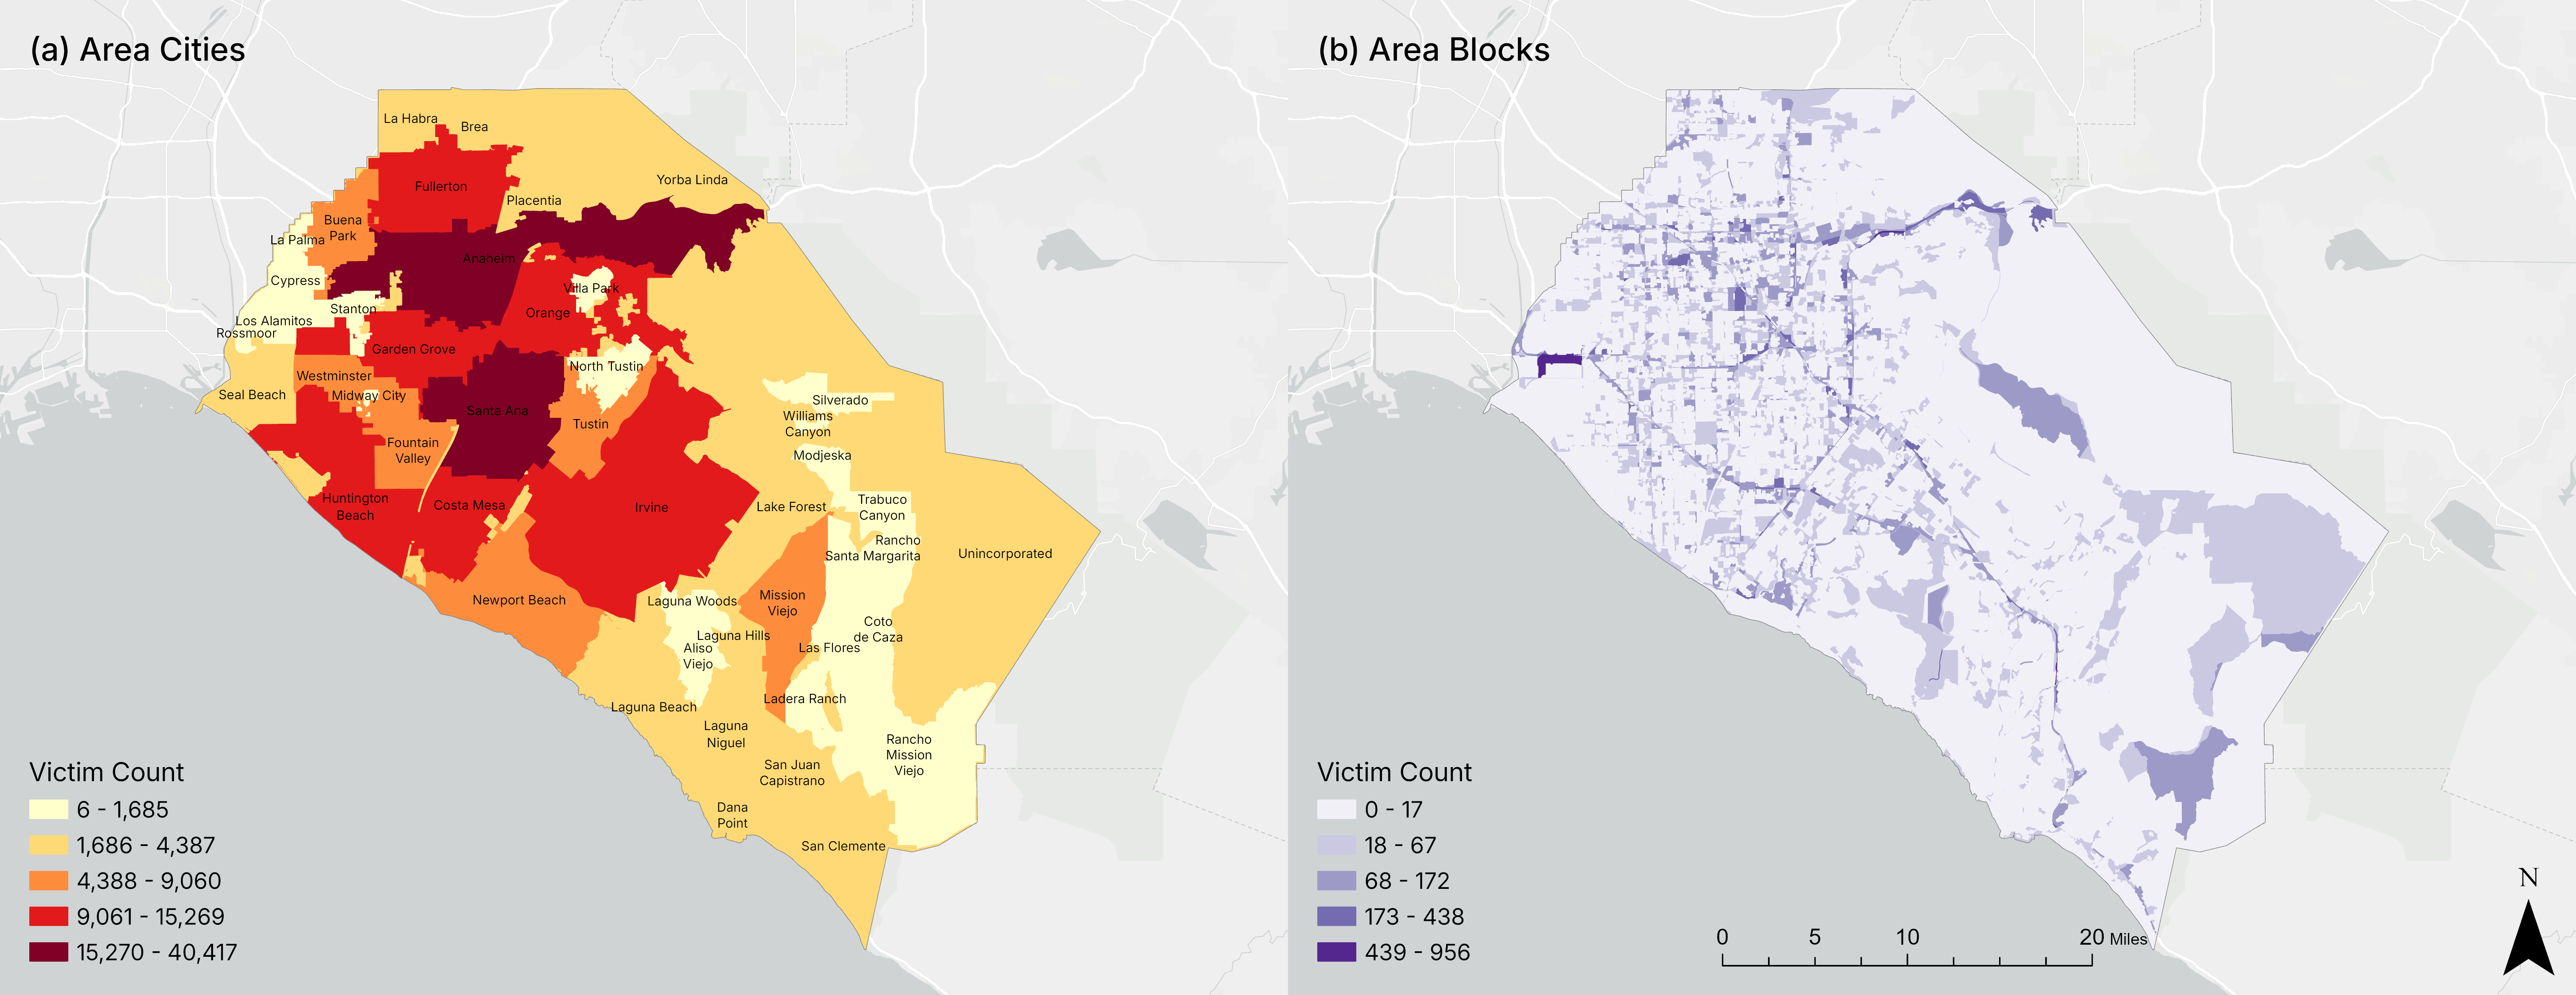 (a) Area Cities
La Habra
Brea
Fullerton
Yorba Linda
Placentia
Buena
Park
La Palma
Anaheim
Cypress
Villa Park
Stanton
Orange
Los Alamitos
Rossmoor
Garden Grove
North Tustin
Westminster
Seal Beach
Midway City
Silverado
Santa Ana
Williams
Canyon
Tustin
Fountain
Valley
Modjeska
Huntington
Beach
Costa Mesa
Irvine
Lake Forest
Trabuco
Canyon
Rancho
Santa Margarita
Unincorporated
Newport Beach
Laguna Woods
Mission
Viejo
Coto
de Caza
Laguna Hills
Aliso
Viejo
Las Flores
Ladera Ranch
Laguna Beach
Laguna
Niguel
Rancho
Mission
Viejo
San Juan
Capistrano
Dana
Point
San Clemente
Victim Count
6 - 1,685
1,686 - 4,387
4,388 - 9,060
9,061 - 15,269
15,270 - 40,417
(b) Area Blocks
Victim Count
0 - 17
18 - 67
68 - 172
173 - 438
439 - 956
0 5 10 20 Miles
N